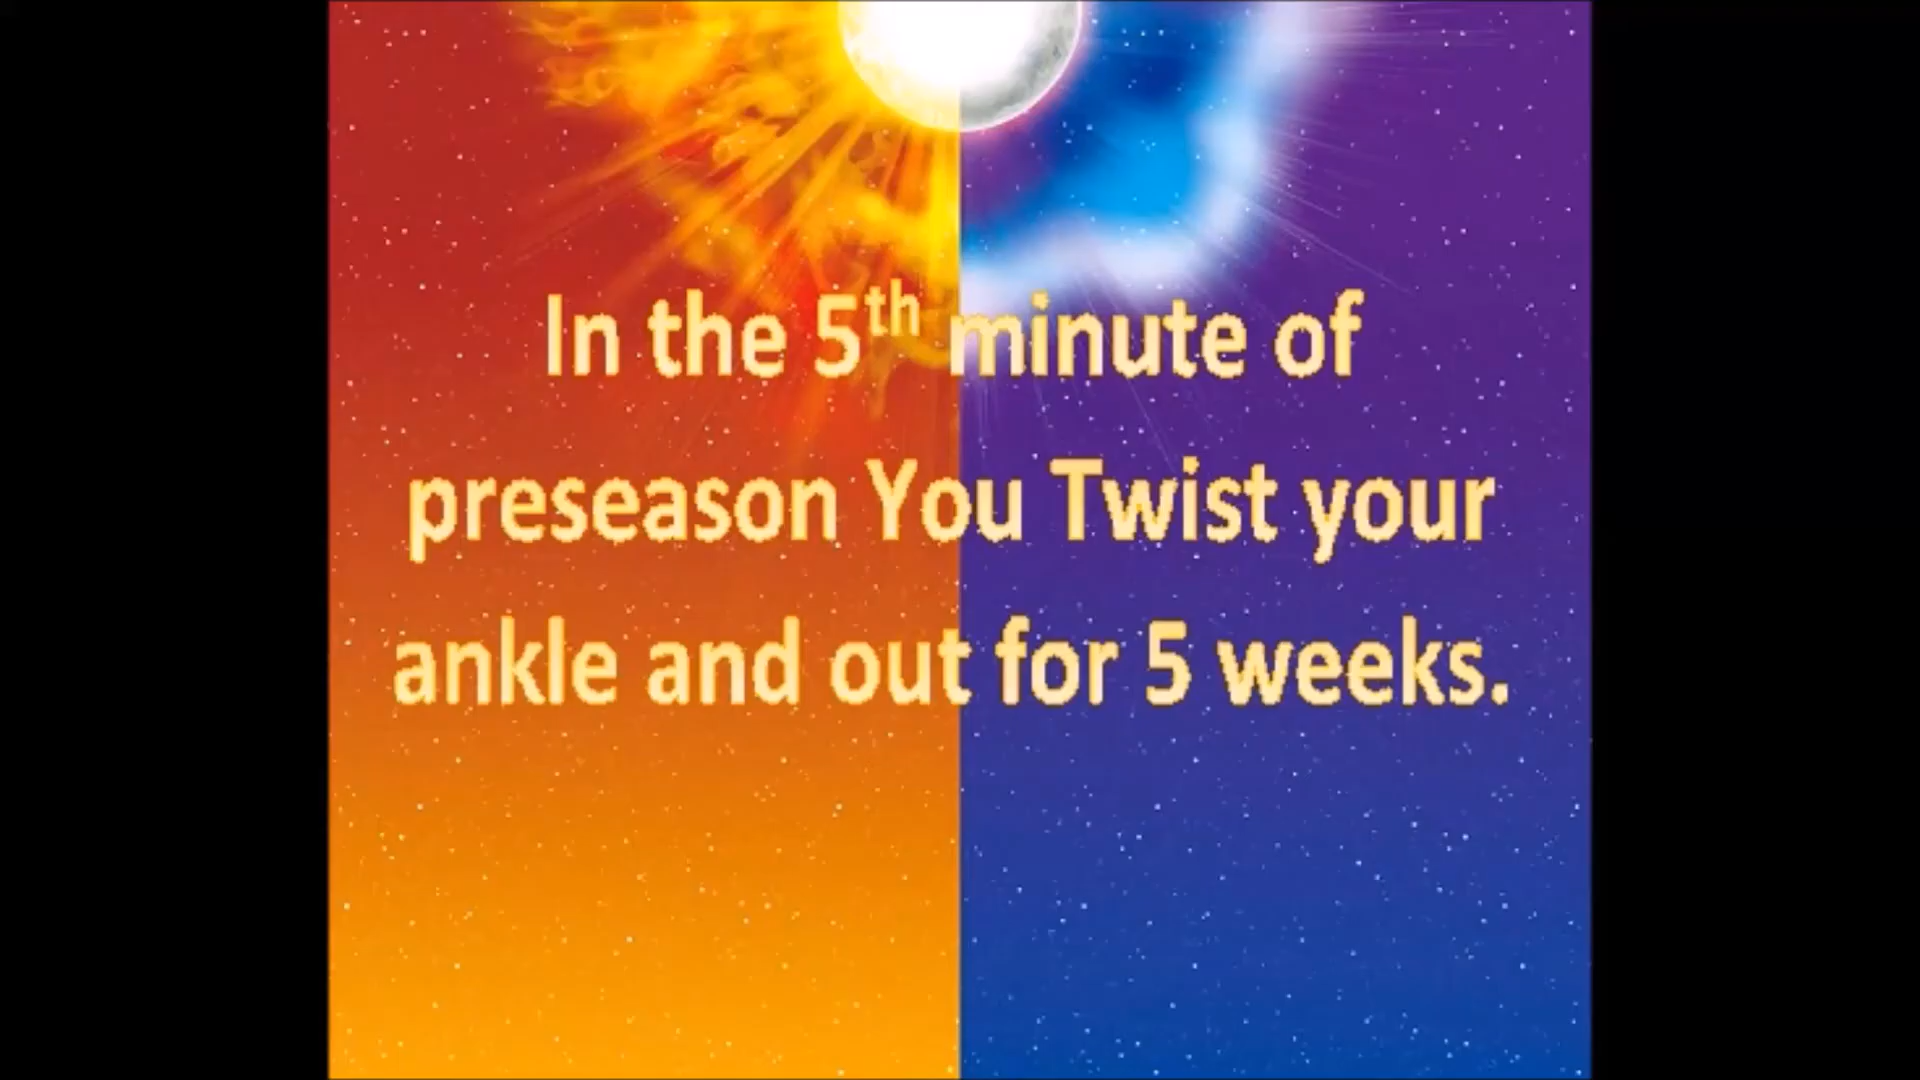 In the 5th minute of
preseason You Twist your
ankle and out for 5 weeks.